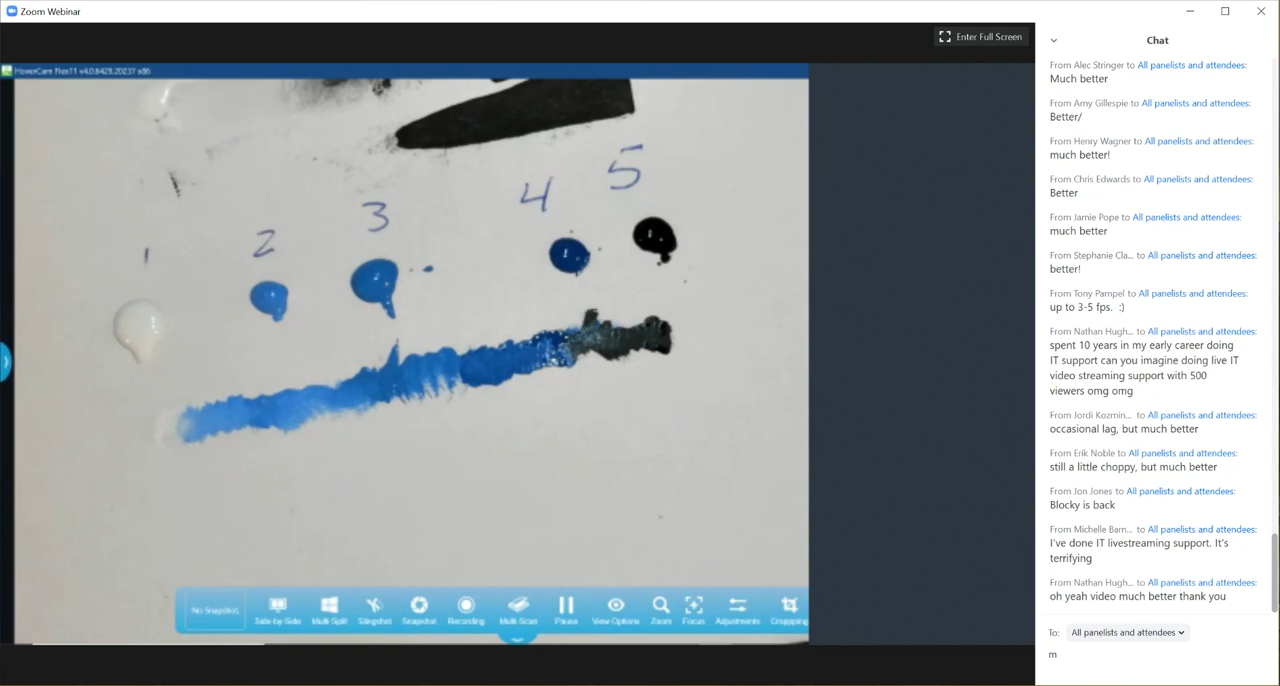 Zoom Webinar
Enter Full Screen
HoverCam Flex11 v4.0.8428.20237 x86
1
2
3
4
5
No Snapshot.
Side-by-Side
Multi-Split
Slingshot
Snapshot
Recording
Multi Scan
Pause
View Options
Zoom
Focus
Adjustments
Cropping
Chat
From Alec Stringer to All panelists and attendees:
Much better
From Amy Gillespie to All panelists and attendees:
Better/
From Henry Wagner to All panelists and attendees:
much better!
From Chris Edwards to All panelists and attendees:
Better
From Jamie Pope to All panelists and attendees:
much better
From Stephanie Cla... to All panelists and attendees:
better!
From Tony Pampel to All panelists and attendees:
up to 3-5 fps. :)
From Nathan Hugh... to All panelists and attendees:
spent 10 years in my early career doing
IT support can you imagine doing live IT
video streaming support with 500
viewers omg omg
From Jordi Kozmin... to All panelists and attendees:
occasional lag, but much better
From Erik Noble to All panelists and attendees:
still a little choppy, but much better
From Jon Jones to All panelists and attendees:
Blocky is back
From Michelle Barn... to All panelists and attendees:
I've done IT livestreaming support. It's
terrifying
From Nathan Hugh... to All panelists and attendees:
oh yeah video much better thank you
To: All panelists and attendees
m